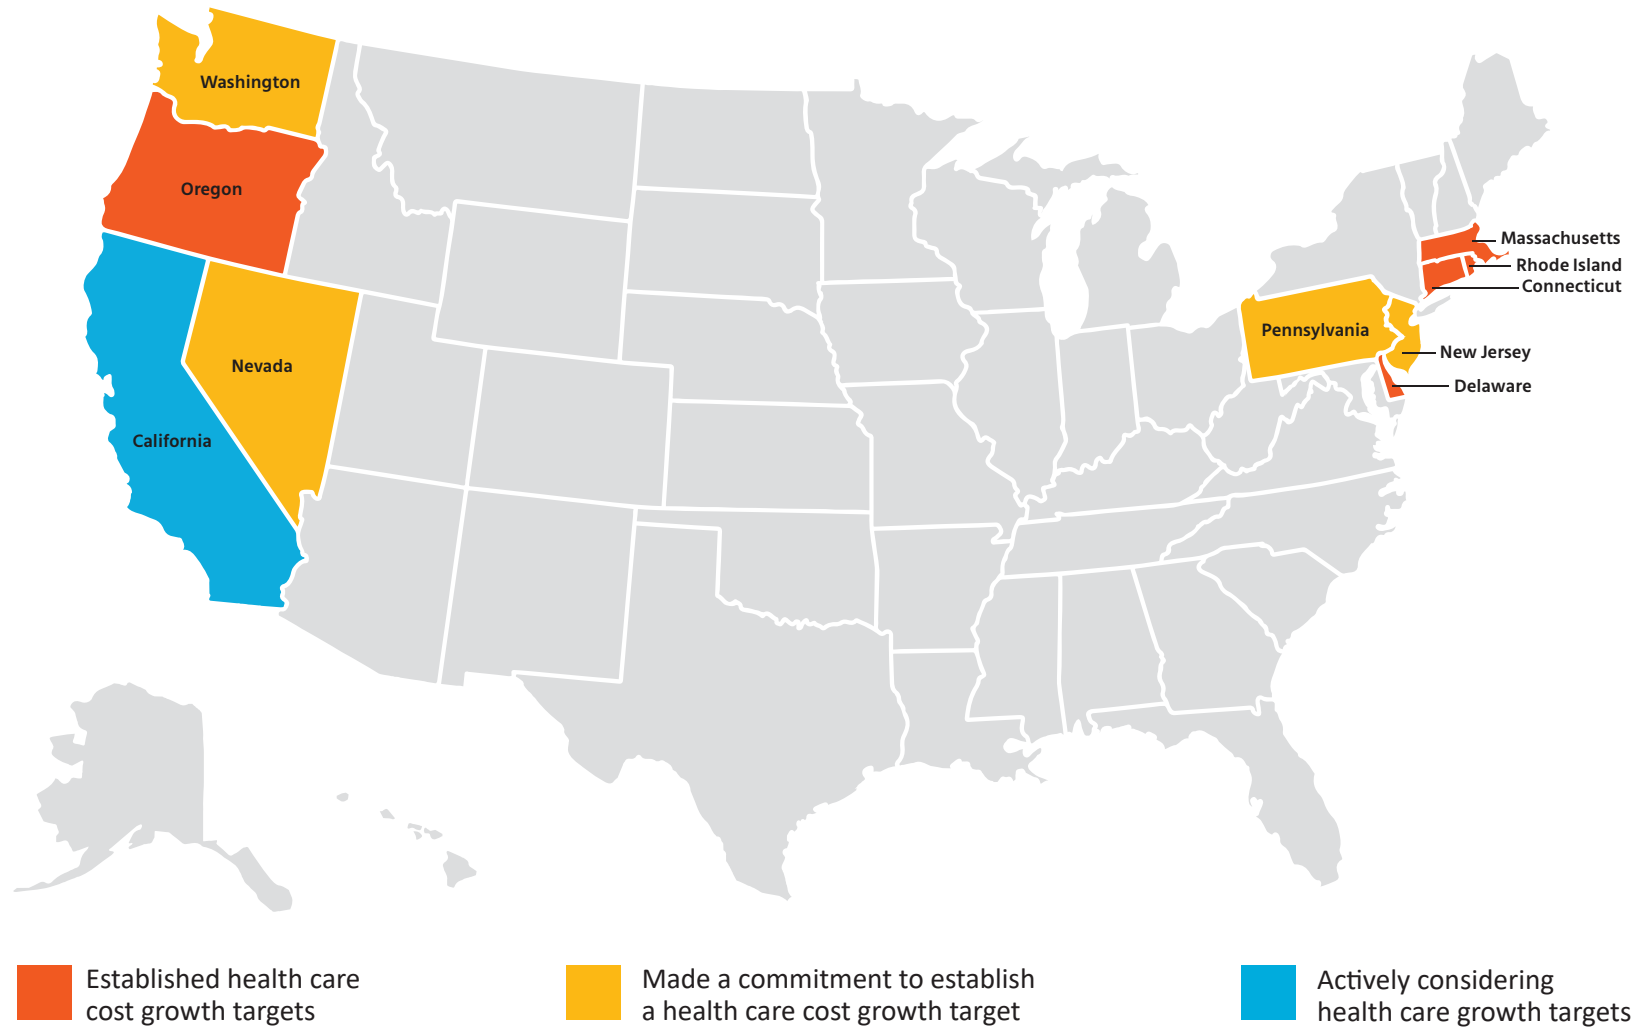 Washington
Oregon
Massachusetts
Rhode Island
Connecticut
Pennsylvania
New Jersey
Nevada
Delaware
California
Established health care
cost growth targets
Made a commitment to establish
a health care cost growth target
Actively considering
health care growth targets